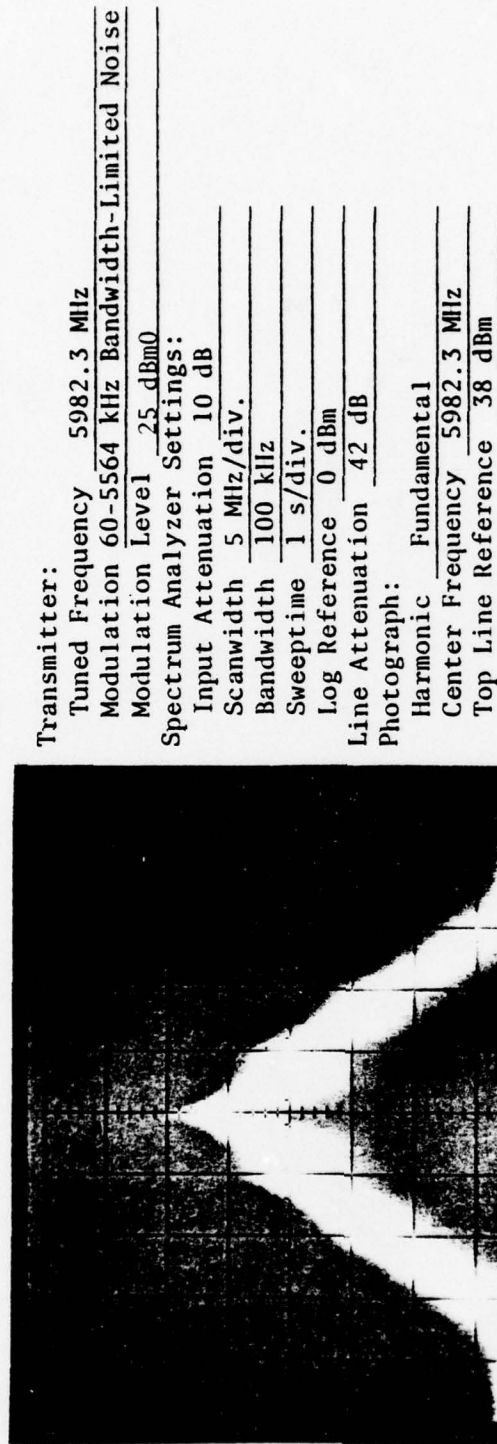 Transmitter:
Tuned Frequency 5982.3 MHz
Modulation 60-5564 kHz Bandwidth-Limited Noise
Modulation Level 25 dBm0
Spectrum Analyzer Settings:
Input Attenuation 10 dB
Scanwidth 5 MHz/div.
Bandwidth 100 kHz
Sweeptime 1 s/div.
Log Reference 0 dBm
Line Attenuation 42 dB
Photograph:
Harmonic Fundamental
Center Frequency 5982.3 MHz
Top Line Reference 38 dBm